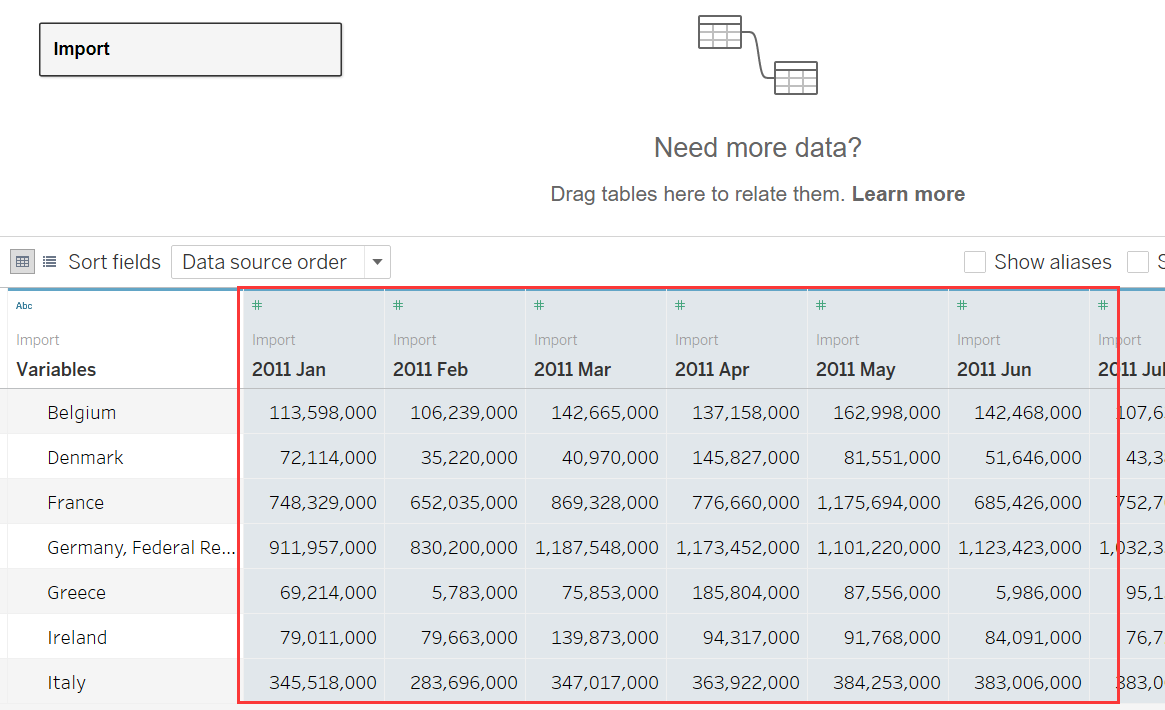 Import
Need more data?
Drag tables here to relate them. Learn more
Sort fields Data source order Show aliases S
Abc # # # # # # #
Import Import Import Import Import Import Import Import
Variables 2011 Jan 2011 Feb 2011 Mar 2011 Apr 2011 May 2011 Jun 2011 Jul
Belgium 113,598,000 106,239,000 142,665,000 137,158,000 162,998,000 142,468,000 107,6
Denmark 72,114,000 35,220,000 40,970,000 145,827,000 81,551,000 51,646,000 43,3
France 748,329,000 652,035,000 869,328,000 776,660,000 1,175,694,000 685,426,000 752,7
Germany, Federal Re... 911,957,000 830,200,000 1,187,548,000 1,173,452,000 1,101,220,000 1,123,423,000 1,032,3
Greece 69,214,000 5,783,000 75,853,000 185,804,000 87,556,000 5,986,000 95,1
Ireland 79,011,000 79,663,000 139,873,000 94,317,000 91,768,000 84,091,000 76,7
Italy 345,518,000 283,696,000 347,017,000 363,922,000 384,253,000 383,006,000 383,0